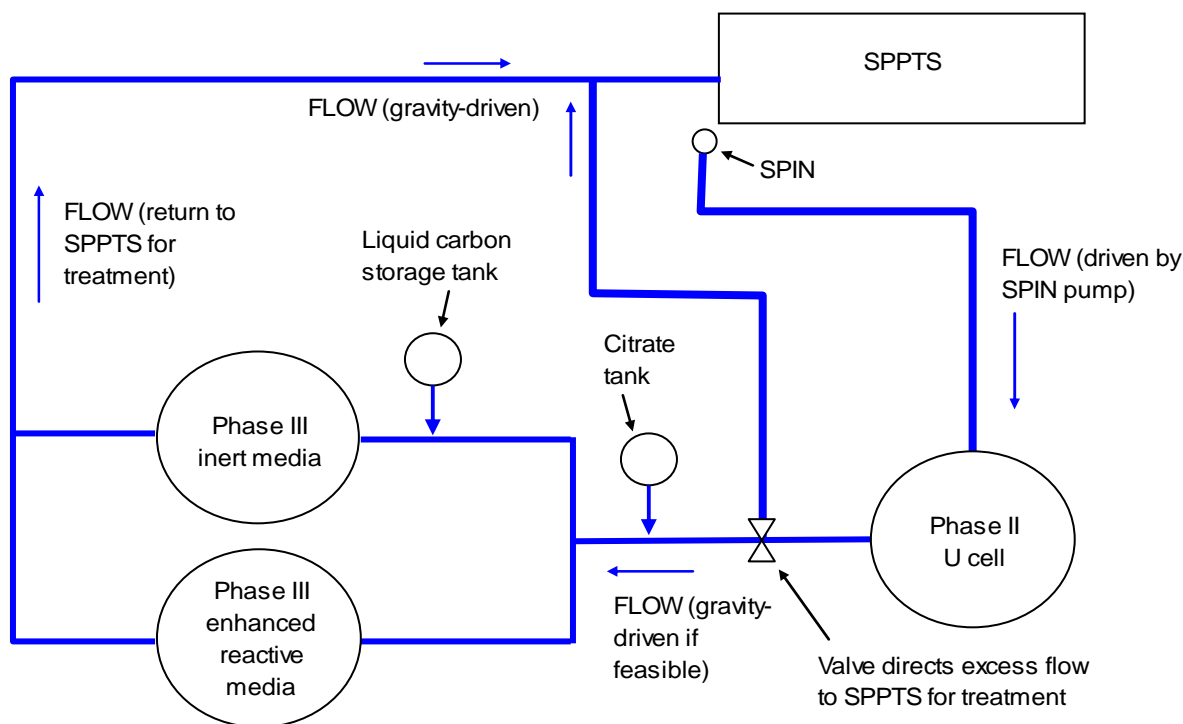 SPPTS
FLOW (gravity-driven)
SPIN
FLOW (return to
SPPTS for
treatment)
Liquid carbon
storage tank
FLOW (driven by
SPIN pump)
Citrate
tank
Phase III
inert media
Phase II
U cell
Phase III
enhanced
reactive
media
FLOW (gravity-
driven if
feasible)
Valve directs excess flow
to SPPTS for treatment